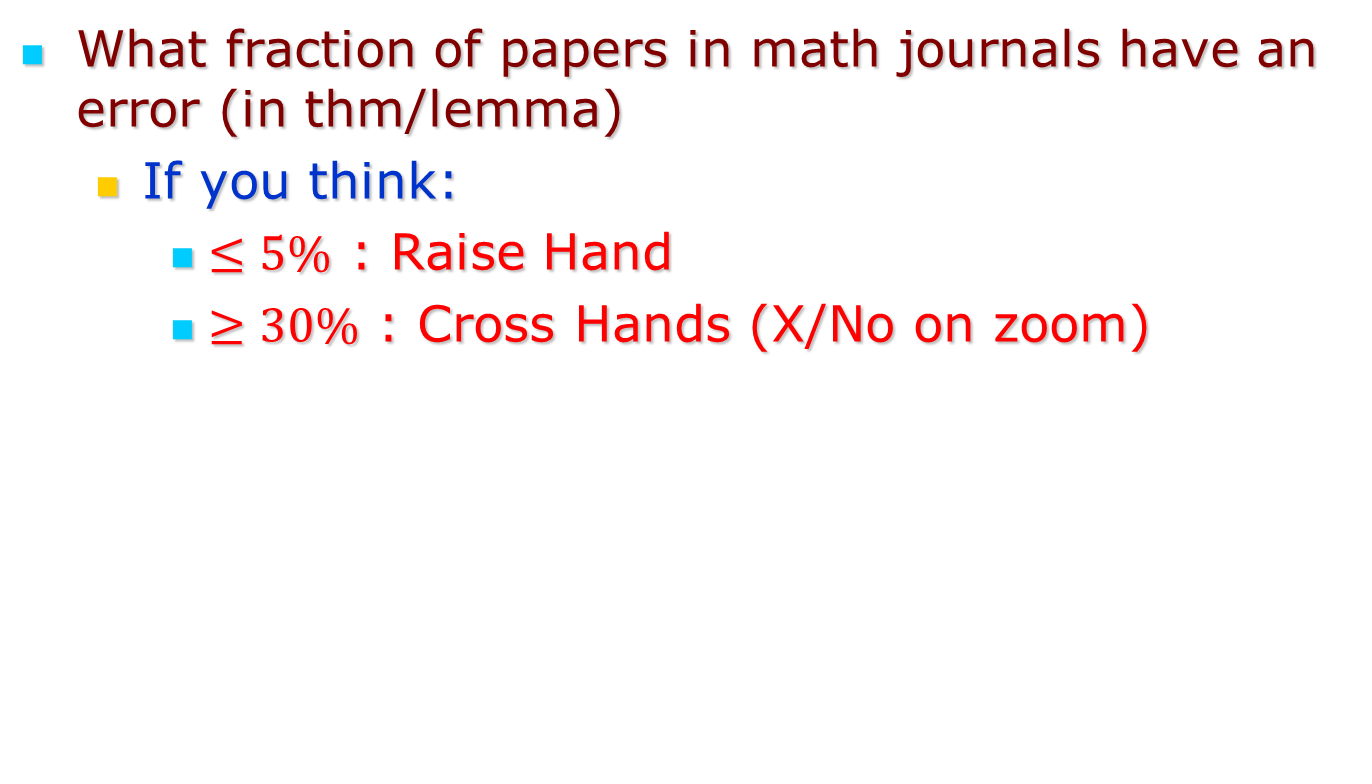 What fraction of papers in math journals have an
error (in thm/lemma)
If you think:
≤ 5% : Raise Hand
≥ 30% : Cross Hands (X/No on zoom)